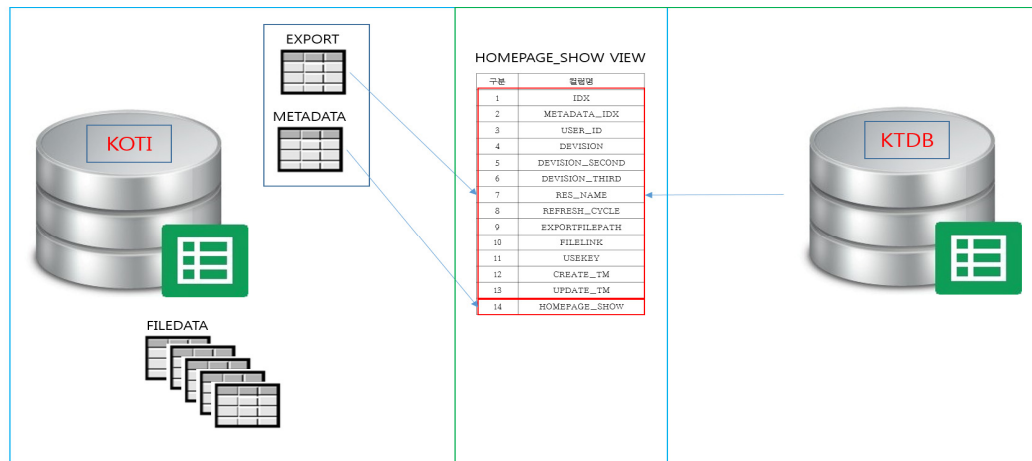 EXPORT
METADATA
KOTI
FILEDATA
HOMEPAGE_SHOW VIEW
구분 컬럼명
1 IDX
2 METADATA_IDX
3 USER_ID
4 DEVISION
5 DEVISION_SECOND
6 DEVISION_THIRD
7 RES_NAME
8 REFRESH_CYCLE
9 EXPORTFILEPATH
10 FILELINK
11 USEKEY
12 CREATE_TM
13 UPDATE_TM
14 HOMEPAGE_SHOW
KTDB